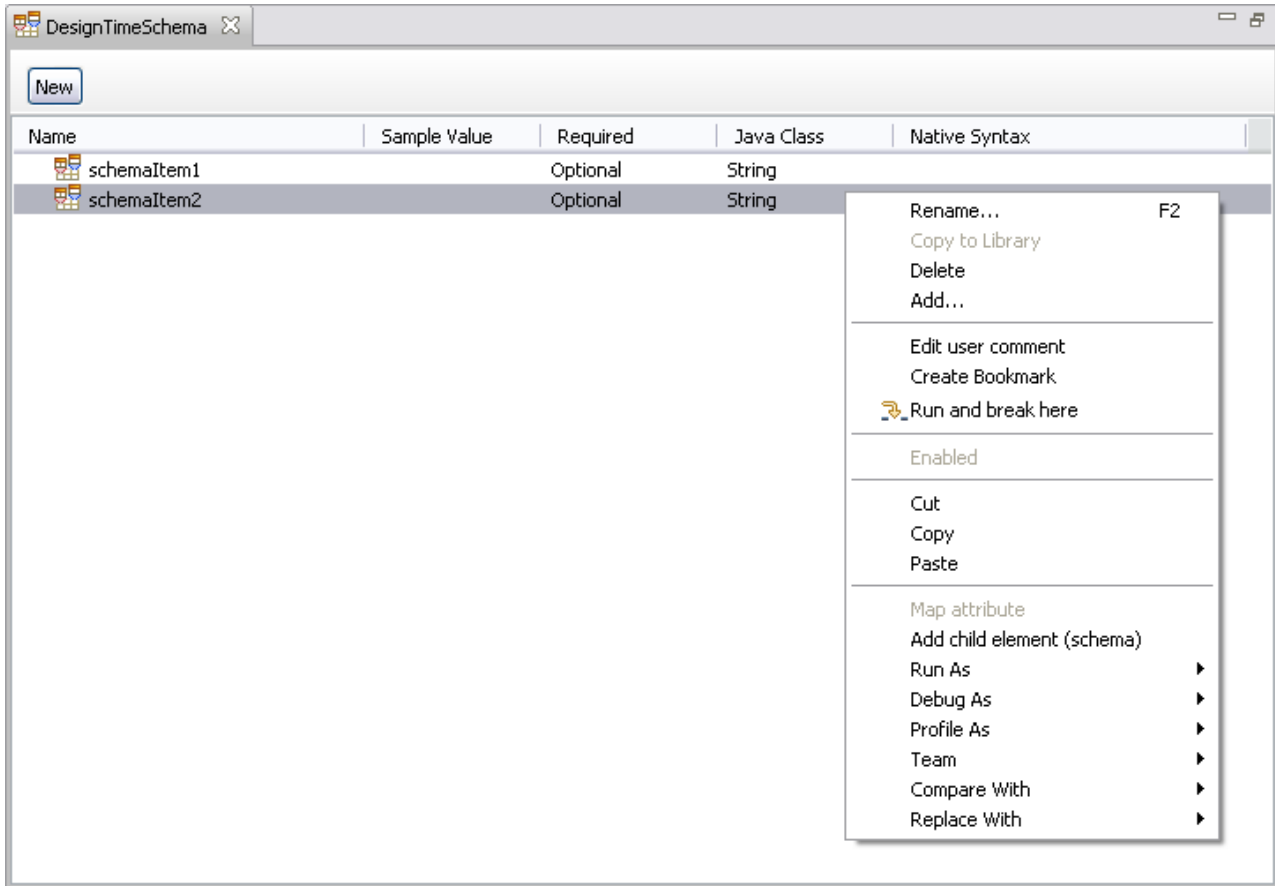 DesignTimeSchema
New
Name Sample Value Required Java Class Native Syntax
schemaItem1 Optional String
schemaItem2 Optional String
Rename... F2
Copy to Library
Delete
Add...
Edit user comment
Create Bookmark
Run and break here
Enabled
Cut
Copy
Paste
Map attribute
Add child element (schema)
Run As
Debug As
Profile As
Team
Compare With
Replace With